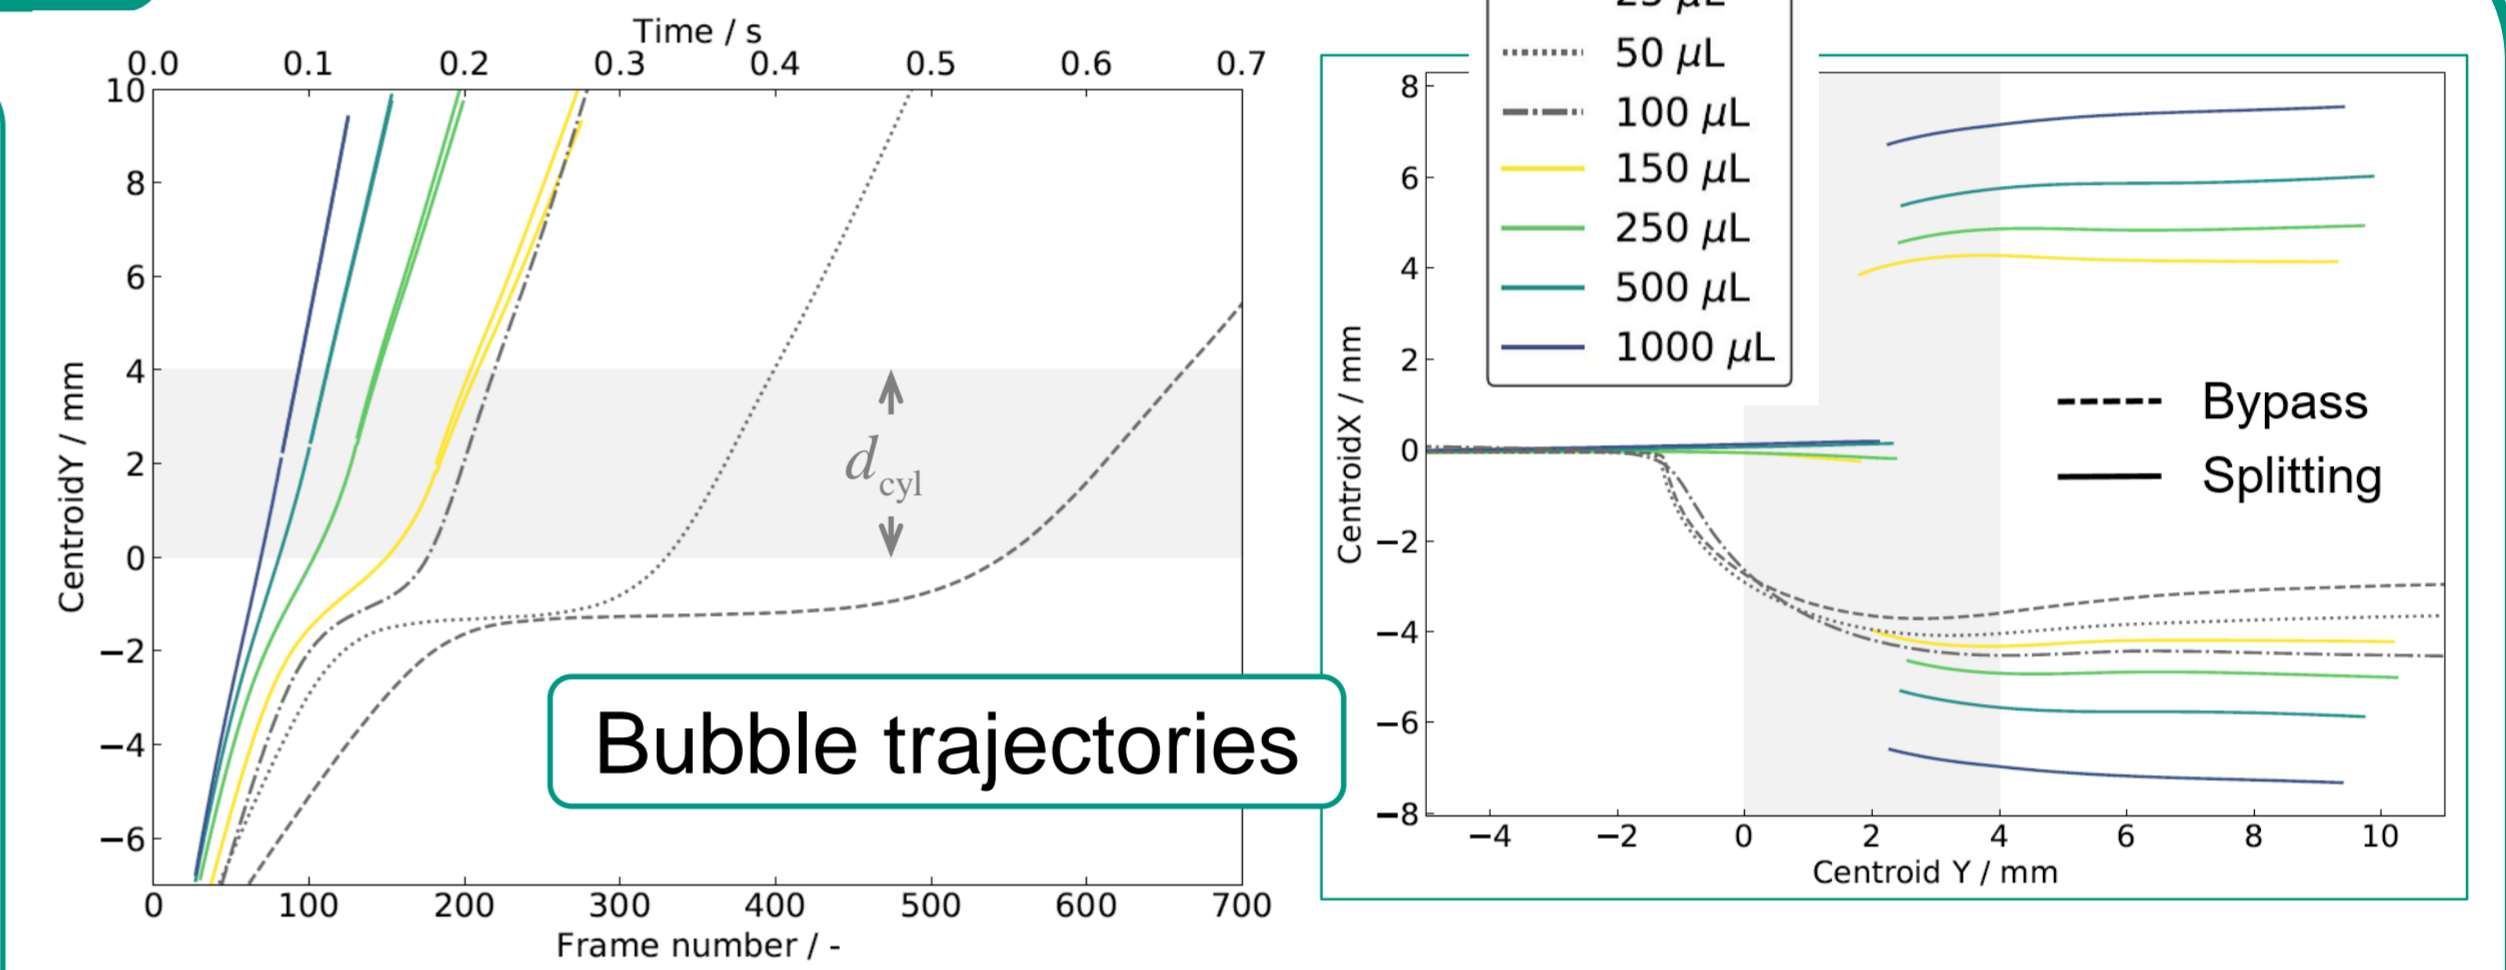 Time / s
0.0 0.1 0.2 0.3 0.4 0.5 0.6 0.7
10
8
6
4
2
0
−2
−4
−6
CentroidY / mm
d cyl
0 100 200 300 400 500 600 700
Frame number / -
Bubble trajectories
25 μL
50 μL
100 μL
150 μL
250 μL
500 μL
1000 μL
8
6
4
2
0
−2
−4
−6
−8
CentroidX / mm
Bypass
Splitting
−4 −2 0 2 4 6 8 10
Centroid Y / mm